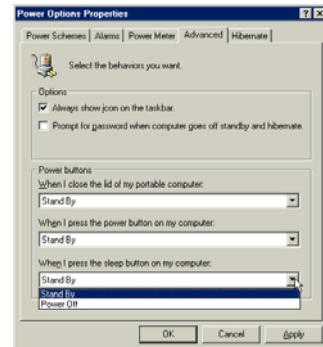 Power Options Properties
Power Schemes Alarms Power Meter Advanced Hibernate
Select the behaviors you want.
Options
Always show icon on the taskbar.
Prompt for password when computer goes off standby and hibernate.
Power buttons
When I close the lid of my portable computer:
Stand By
When I press the power button on my computer:
Stand By
When I press the sleep button on my computer:
Stand By
Stand By
Power Off
OK Cancel Apply